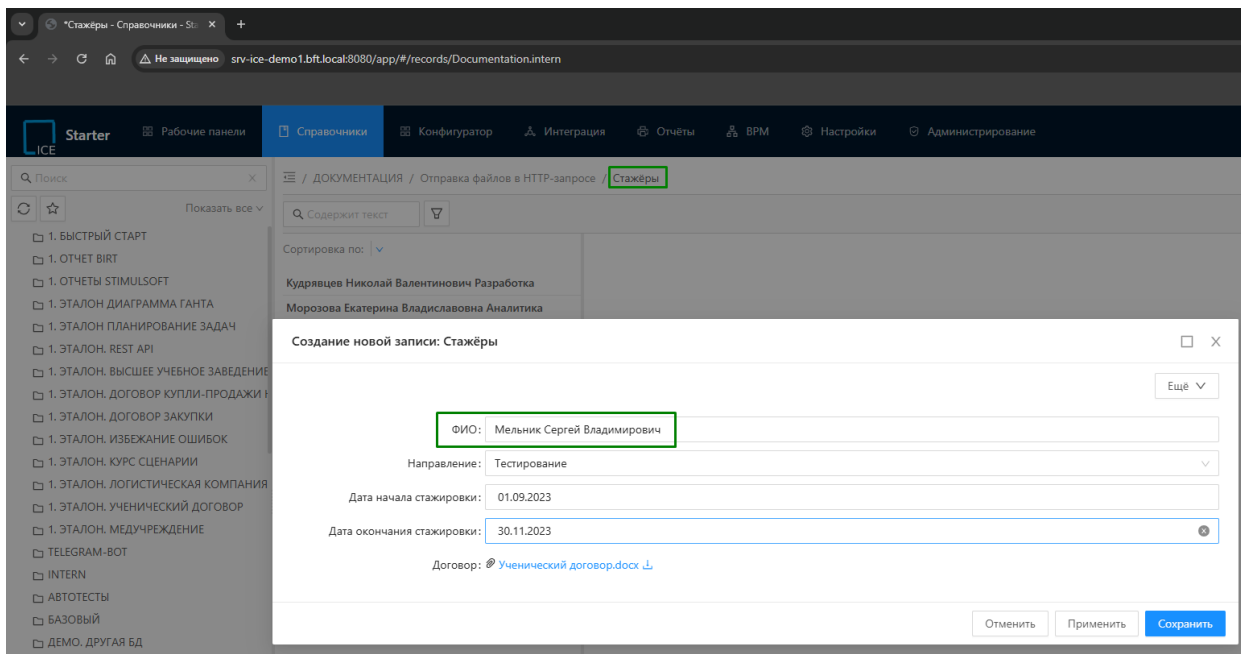 *Стажёры - Справочники - Sta
Не защищено srv-ice-demo1.bft.local:8080/app/#/records/Documentation.intern
ICE Starter Рабочие панели Справочники Конфигуратор Интеграция Отчёты BPM Настройки Администрирование
Поиск
/ ДОКУМЕНТАЦИЯ / Отправка файлов в HTTP-запросе / Стажёры
Показать все
Содержит текст
1. БЫСТРЫЙ СТАРТ
Сортировка по:
1. ОТЧЕТ BIRT
1. ОТЧЕТЫ STIMULSOFT
Кудрявцев Николай Валентинович Разработка
1. ЭТАЛОН ДИАГРАММА ГАНТА
Морозова Екатерина Владиславовна Аналитика
1. ЭТАЛОН ПЛАНИРОВАНИЕ ЗАДАЧ
1. ЭТАЛОН. REST API
1. ЭТАЛОН. ВЫСШЕЕ УЧЕБНОЕ ЗАВЕДЕНИЕ
1. ЭТАЛОН. ДОГОВОР КУПЛИ-ПРОДАЖИ
1. ЭТАЛОН. ДОГОВОР ЗАКУПКИ
1. ЭТАЛОН. ИЗБЕЖАНИЕ ОШИБОК
1. ЭТАЛОН. КУРС СЦЕНАРИИ
1. ЭТАЛОН. ЛОГИСТИЧЕСКАЯ КОМПАНИЯ
1. ЭТАЛОН. УЧЕНИЧЕСКИЙ ДОГОВОР
1. ЭТАЛОН. МЕДУЧРЕЖДЕНИЕ
TELEGRAM-BOT
INTERN
АВТОТЕСТЫ
БАЗОВЫЙ
ДЕМО. ДРУГАЯ БД
Создание новой записи: Стажёры
Ещё
ФИО: Мельник Сергей Владимирович
Направление: Тестирование
Дата начала стажировки: 01.09.2023
Дата окончания стажировки: 30.11.2023
Договор: Ученический договор.docx
Отменить Применить Сохранить